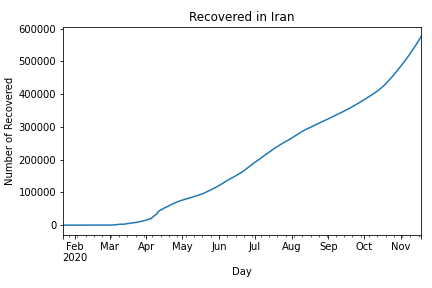 Recovered in Iran
Number of Recovered
600000
500000
400000
300000
200000
100000
0
Feb Mar Apr May Jun Jul Aug Sep Oct Nov
2020
Day